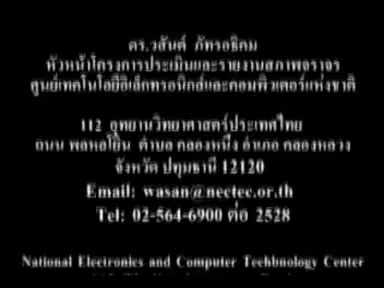 ดร.วสันต์ ภัทรอธิคม
หัวหน้าโครงการประเมินและรายงานสภาพจราจร
ศูนย์เทคโนโลยีอิเล็กทรอนิกส์และคอมพิวเตอร์แห่งชาติ
112 อุทยานวิทยาศาสตร์ประเทศไทย
ถนน พหลโยธิน ตำบล คลองหนึ่ง อำเภอ คลองหลวง
จังหวัด ปทุมธานี 12120
Email: wasan@nectec.or.th
Tel: 02-564-6900 ต่อ 2528
National Electronics and Computer Techbnology Center